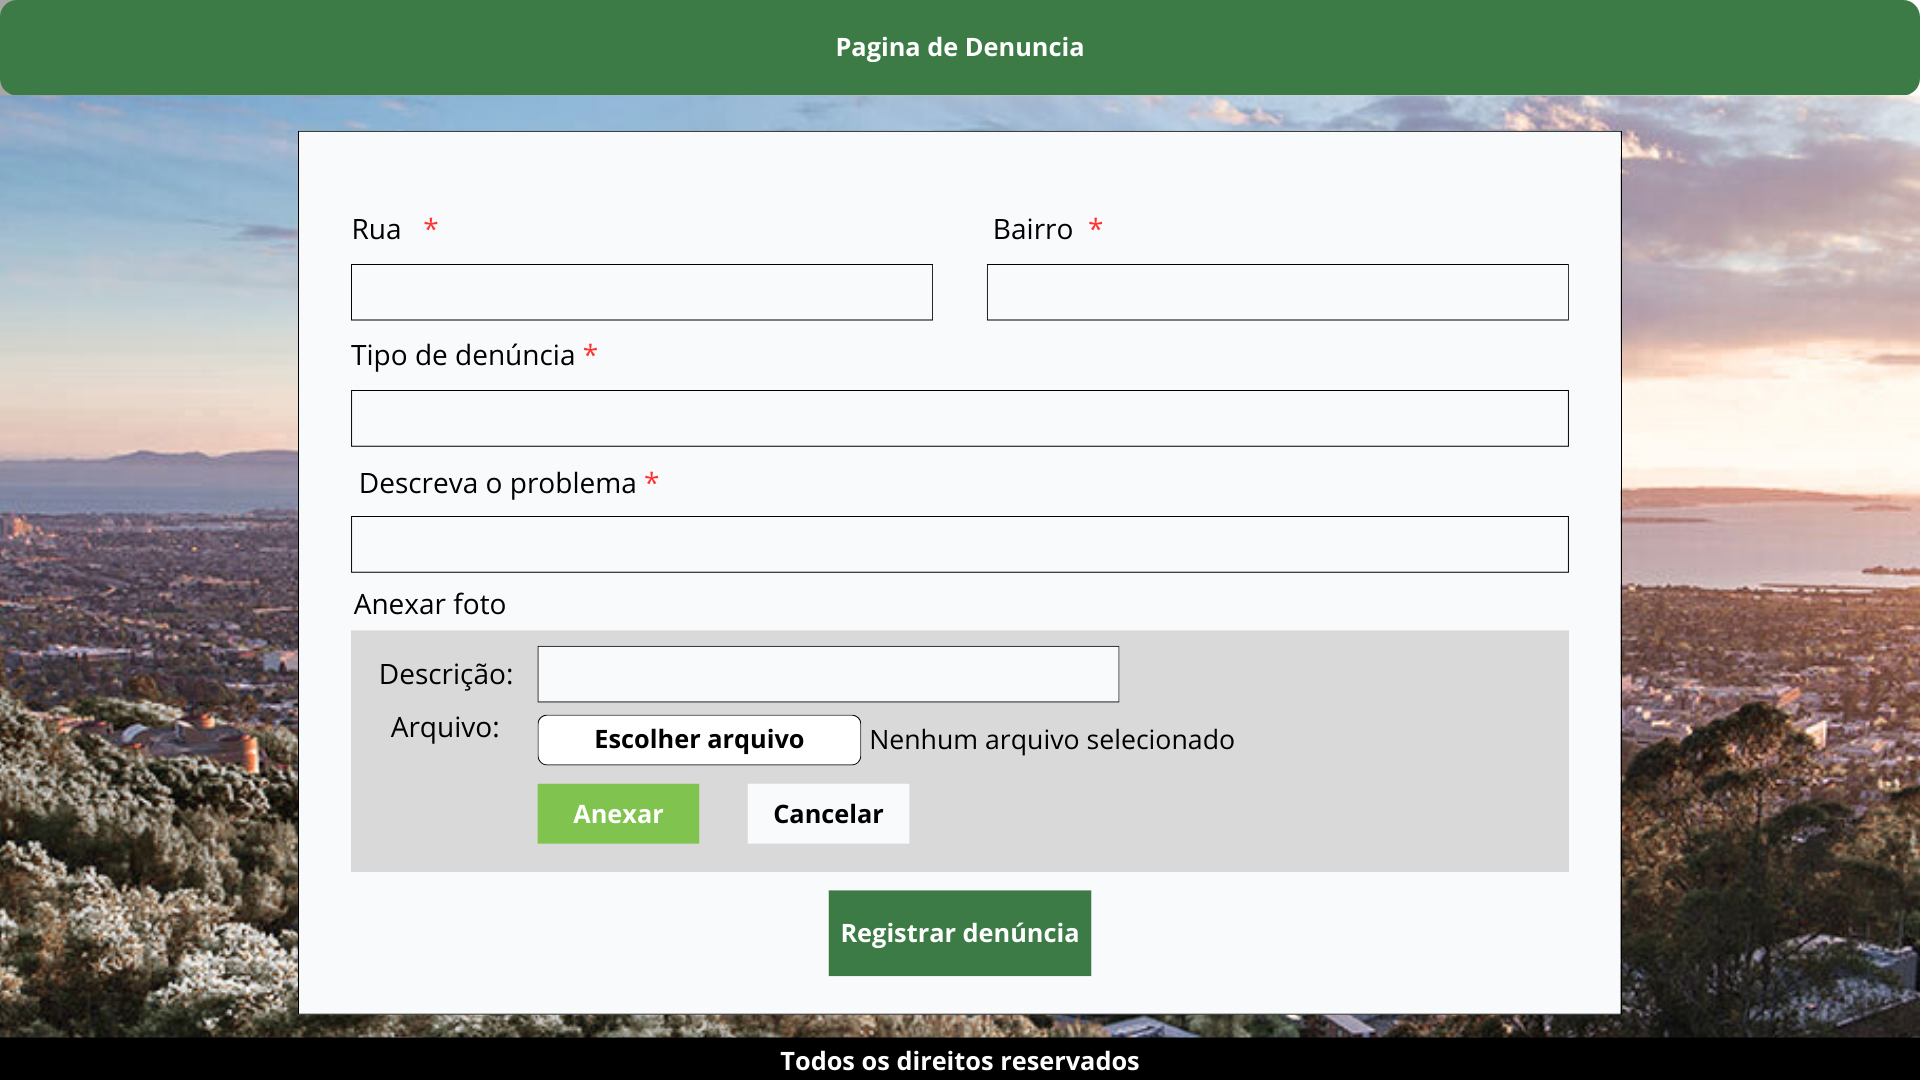 Pagina de Denuncia
Rua *
Bairro *
Tipo de denúncia *
Descreva o problema *
Anexar foto
Descrição:
Arquivo:
Escolher arquivo
Nenhum arquivo selecionado
Anexar
Cancelar
Registrar denúncia
Todos os direitos reservados